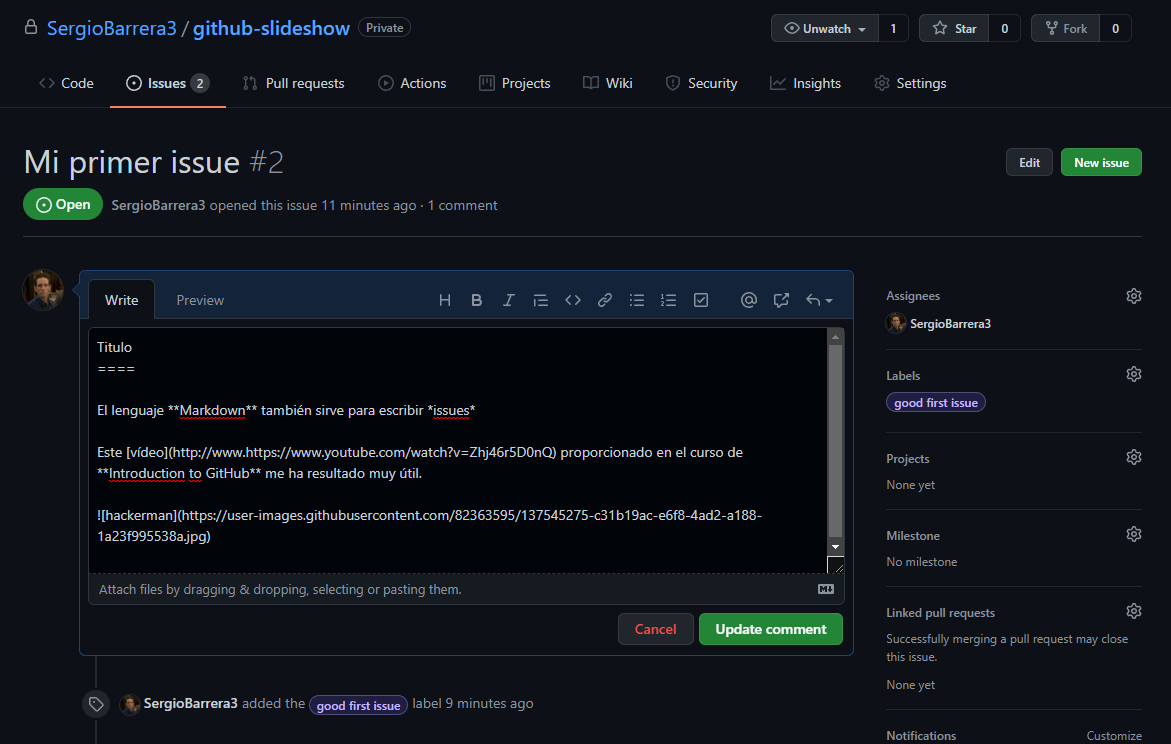 SergioBarrera3 / github-slideshow Private
Unwatch 1 Star 0 Fork 0
Code Issues 2 Pull requests Actions Projects Wiki Security Insights Settings
Mi primer issue #2
Edit New issue
Open SergioBarrera3 opened this issue 11 minutes ago · 1 comment
Write Preview
Titulo
====
El lenguaje **Markdown** también sirve para escribir *issues*
Este [vídeo](http://www.https://www.youtube.com/watch?v=Zhj46r5D0nQ) proporcionado en el curso de
**Introduction to GitHub** me ha resultado muy útil.
![hackerman](https://user-images.githubusercontent.com/82363595/137545275-c31b19ac-e6f8-4ad2-a188-
1a23f995538a.jpg)
Attach files by dragging & dropping, selecting or pasting them.
Cancel Update comment
SergioBarrera3 added the good first issue label 9 minutes ago
Assignees
SergioBarrera3
Labels
good first issue
Projects
None yet
Milestone
No milestone
Linked pull requests
Successfully merging a pull request may close
this issue.
None yet
Notifications Customize